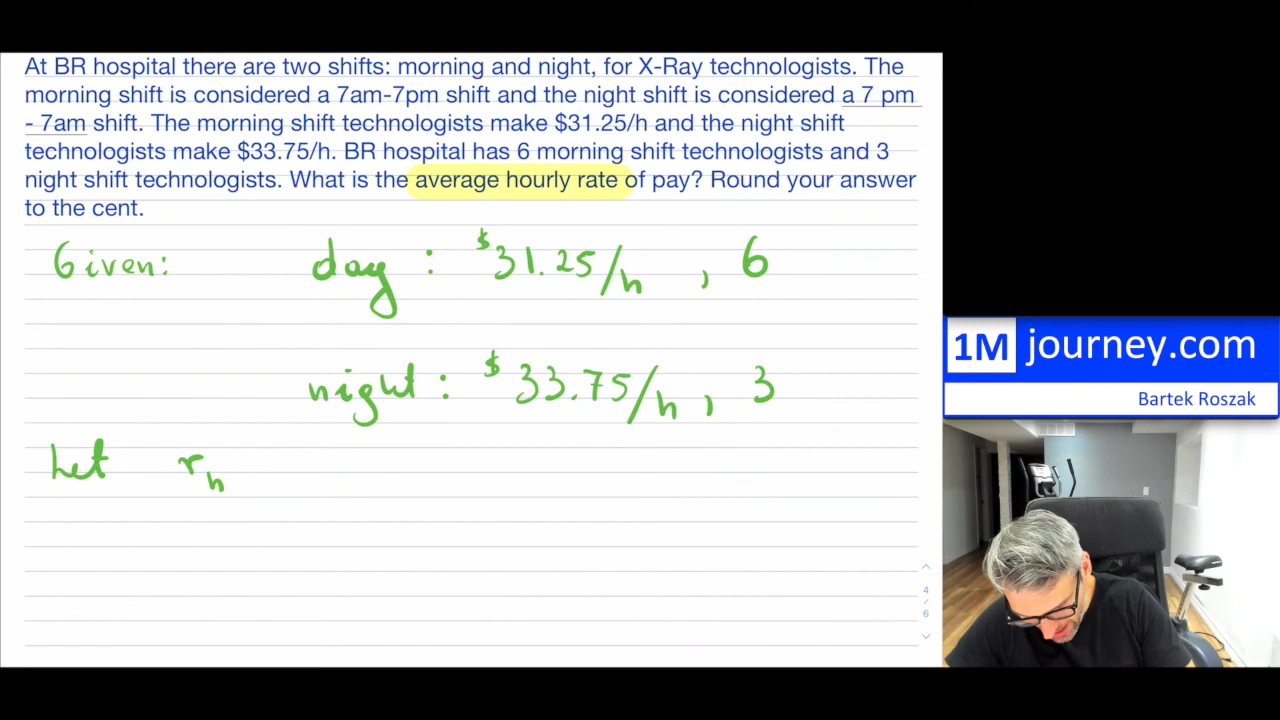 At BR hospital there are two shifts: morning and night, for X-Ray technologists. The
morning shift is considered a 7am-7pm shift and the night shift is considered a 7 pm
- 7am shift. The morning shift technologists make $31.25/h and the night shift
technologists make $33.75/h. BR hospital has 6 morning shift technologists and 3
night shift technologists. What is the average hourly rate of pay? Round your answer
to the cent.
Given: day : $31.25/h , 6
night : $33.75/h , 3
Let r h
1M journey.com
Bartek Roszak
4
/
6